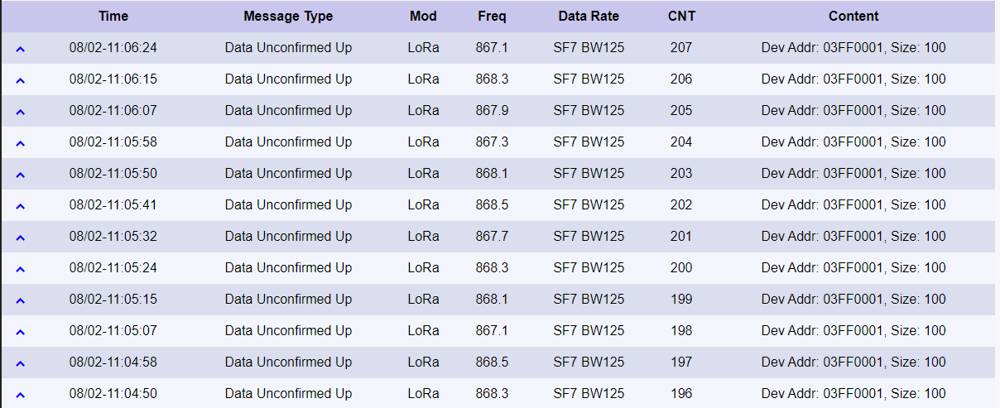 Time Message Type Mod Freq Data Rate CNT Content
08/02-11:06:24 Data Unconfirmed Up LoRa 867.1 SF7 BW125 207 Dev Addr: 03FF0001, Size: 100
08/02-11:06:15 Data Unconfirmed Up LoRa 868.3 SF7 BW125 206 Dev Addr: 03FF0001, Size: 100
08/02-11:06:07 Data Unconfirmed Up LoRa 867.9 SF7 BW125 205 Dev Addr: 03FF0001, Size: 100
08/02-11:05:58 Data Unconfirmed Up LoRa 867.3 SF7 BW125 204 Dev Addr: 03FF0001, Size: 100
08/02-11:05:50 Data Unconfirmed Up LoRa 868.1 SF7 BW125 203 Dev Addr: 03FF0001, Size: 100
08/02-11:05:41 Data Unconfirmed Up LoRa 868.5 SF7 BW125 202 Dev Addr: 03FF0001, Size: 100
08/02-11:05:32 Data Unconfirmed Up LoRa 867.7 SF7 BW125 201 Dev Addr: 03FF0001, Size: 100
08/02-11:05:24 Data Unconfirmed Up LoRa 868.3 SF7 BW125 200 Dev Addr: 03FF0001, Size: 100
08/02-11:05:15 Data Unconfirmed Up LoRa 868.1 SF7 BW125 199 Dev Addr: 03FF0001, Size: 100
08/02-11:05:07 Data Unconfirmed Up LoRa 867.1 SF7 BW125 198 Dev Addr: 03FF0001, Size: 100
08/02-11:04:58 Data Unconfirmed Up LoRa 868.5 SF7 BW125 197 Dev Addr: 03FF0001, Size: 100
08/02-11:04:50 Data Unconfirmed Up LoRa 868.3 SF7 BW125 196 Dev Addr: 03FF0001, Size: 100